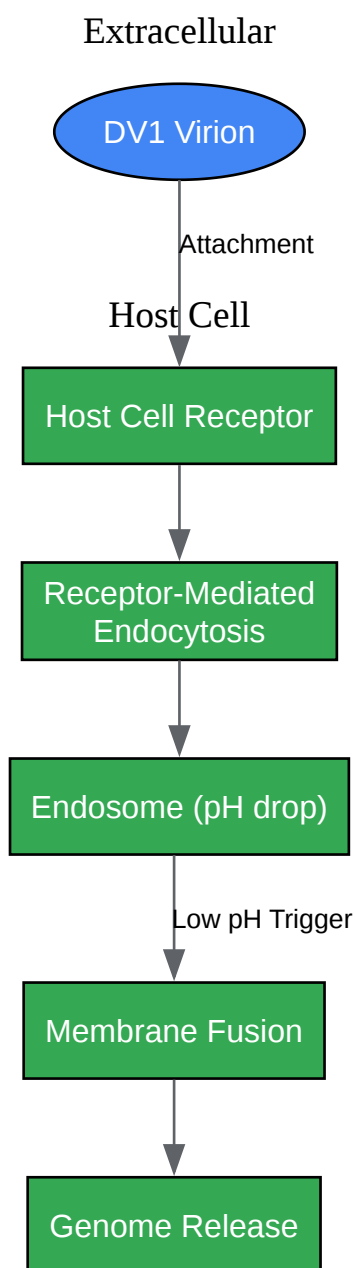 Extracellular
DV1 Virion
Attachment
Host Cell
Host Cell Receptor
Receptor-Mediated
Endocytosis
Endosome (pH drop)
Low pH Trigger
Membrane Fusion
Genome Release